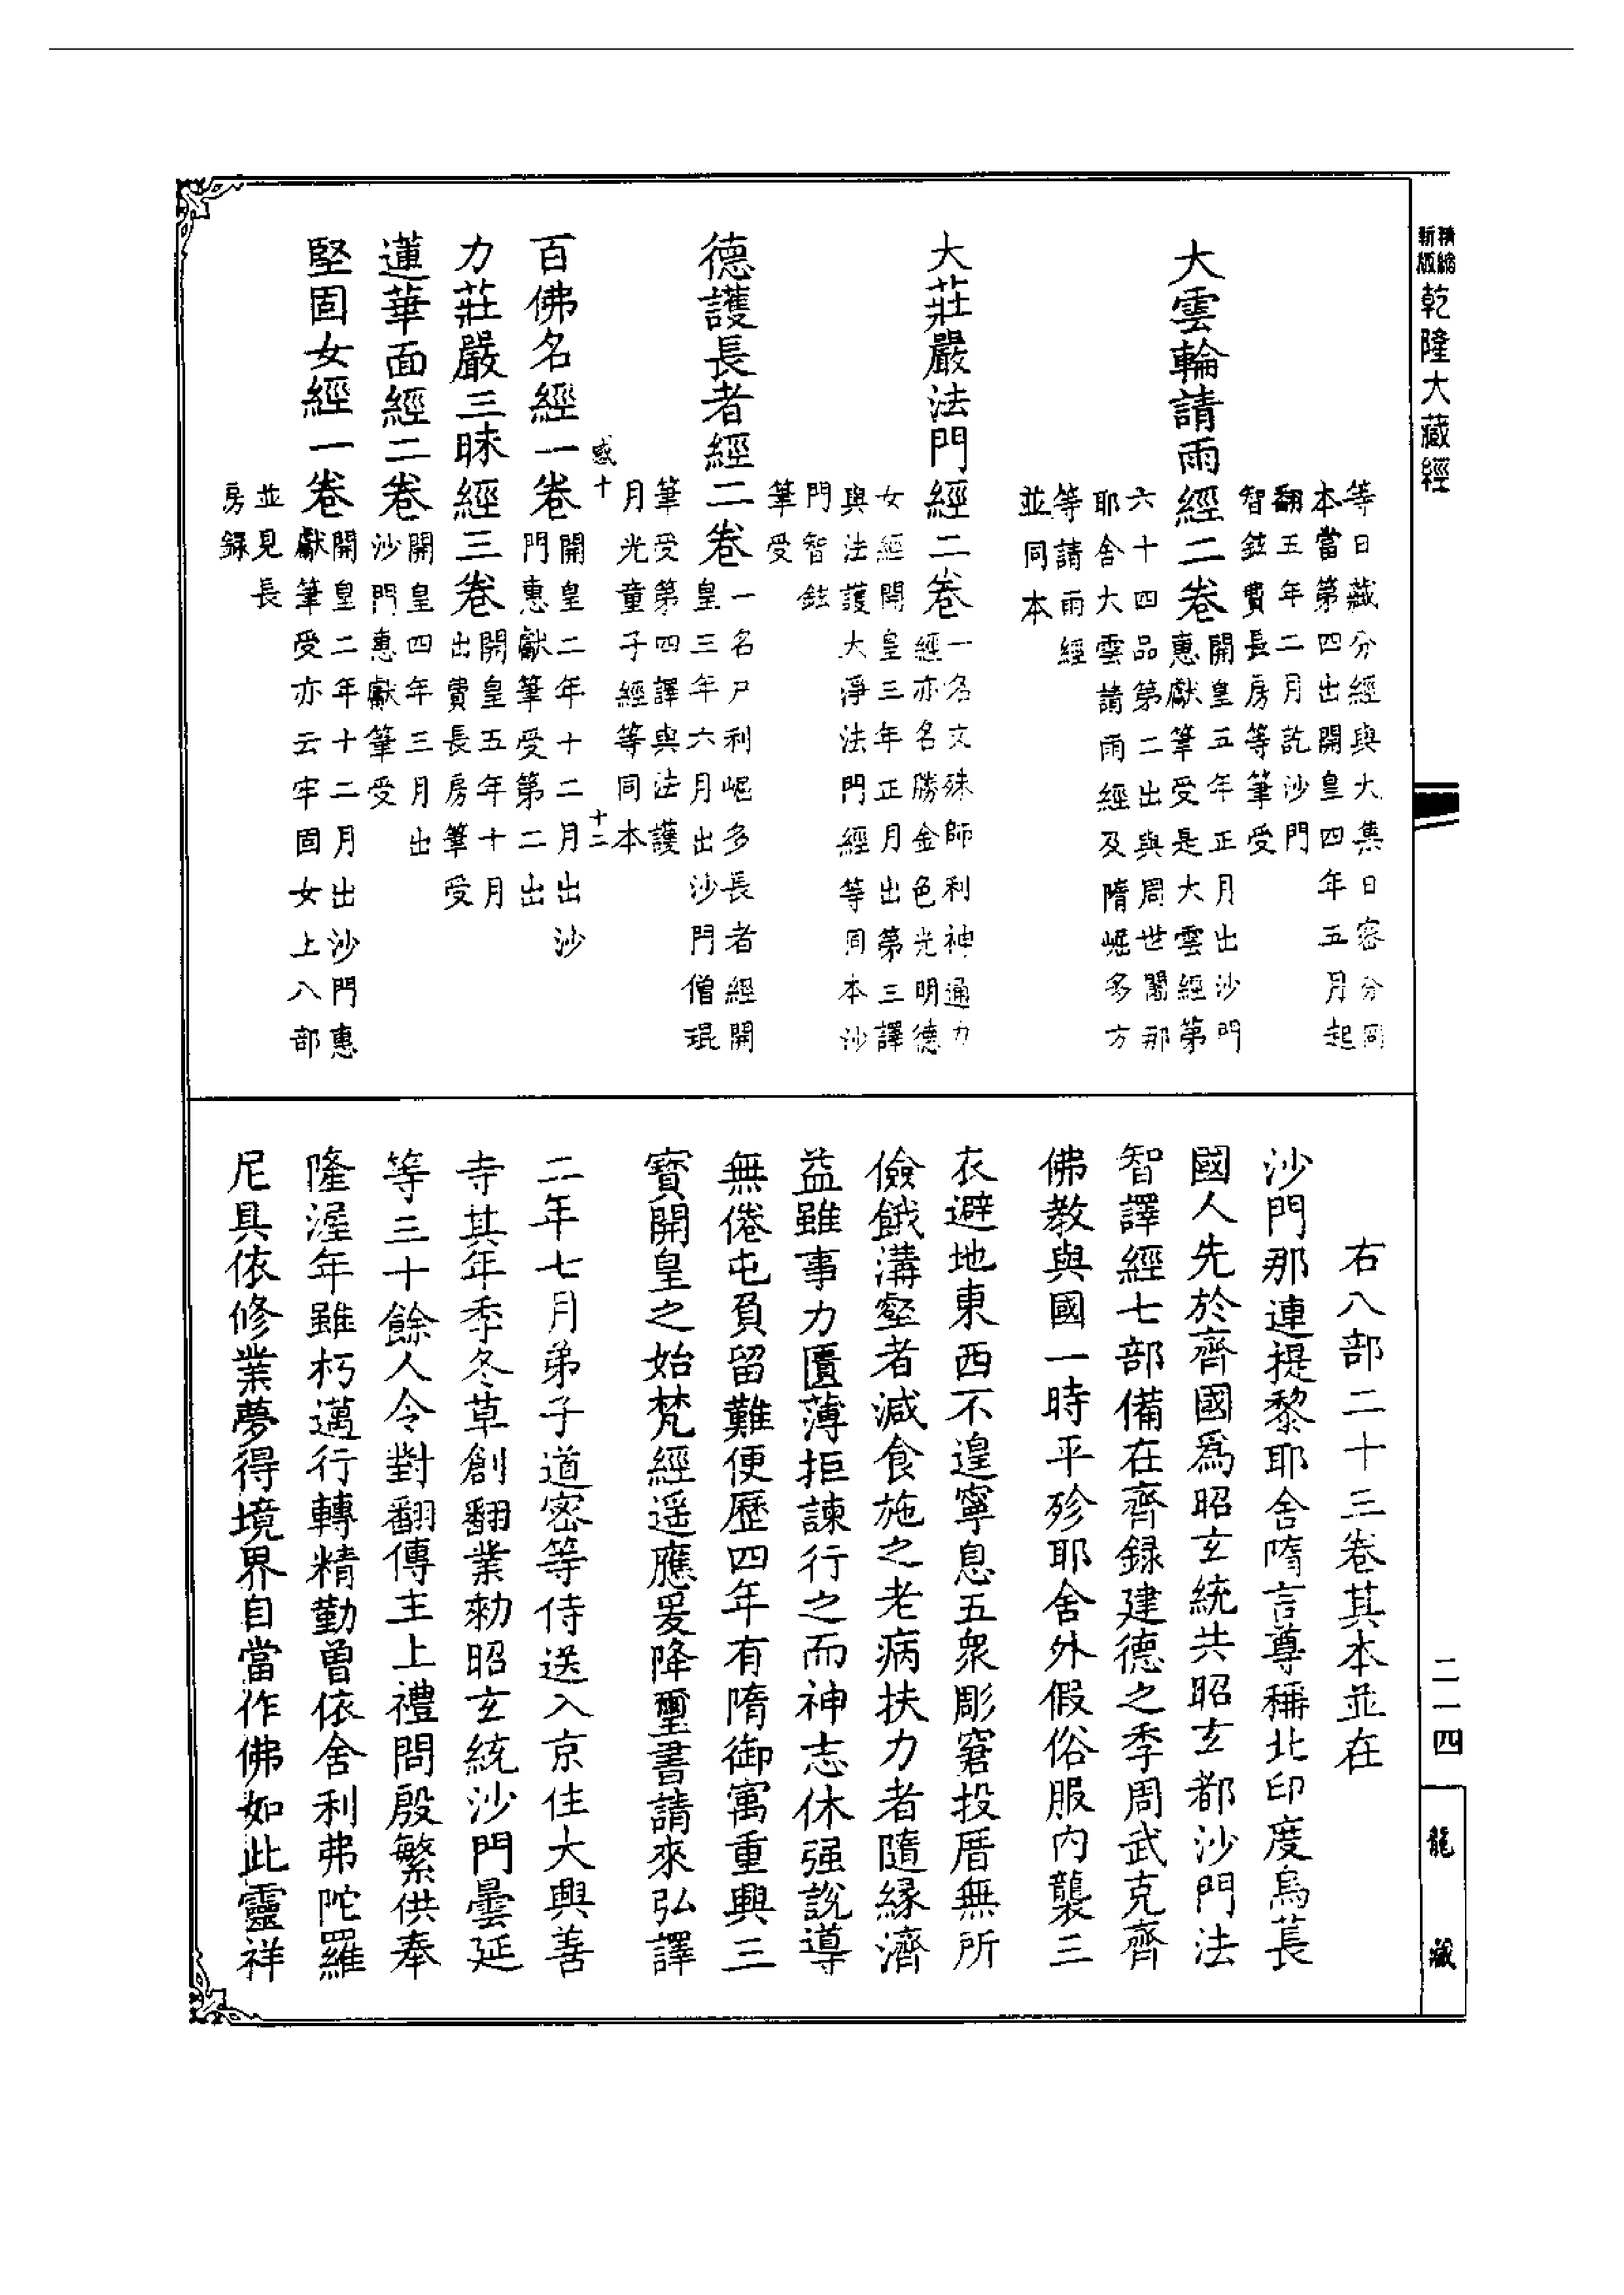 精縮新版 乾隆大藏經
等日藏分經與大集日密分同
本當第四出開皇四年五月起
翻五年二月訖沙門
智鉉費長房等筆受
大雲輪請雨經二卷
開皇五年正月出沙門
惠獻筆受是大雲經第
六十四品第二出與周世闍那
耶舍大雲請雨經及隋崛多方
等請雨經
並同本
大莊嚴法門經二卷
一名文殊師利神通力
經亦名勝金色光明德
女經開皇三年正月出第三譯
與法護大淨法門經等同本沙
門智鉉
筆受
德護長者經二卷
一名尸利崛多長者經開
皇三年六月出沙門僧琨
筆受第四譯與法護
月光童子經等同本
感十 十二
百佛名經一卷
開皇二年十二月出沙
門惠獻筆受第二出
力莊嚴三昧經三卷
開皇五年十月
出費長房筆受
蓮華面經二卷
開皇四年三月出
沙門惠獻筆受
堅固女經一卷
開皇二年十二月出沙門惠
獻筆受亦云牢固女上八部
並見長
房録
右八部二十三卷其本並在
沙門那連提黎耶舍隋言尊稱北印度烏萇
國人先於齊國爲昭玄統共昭玄都沙門法
智譯經七部備在齊録建德之季周武克齊
佛教與國一時平殄耶舍外假俗服内襲三
衣避地東西不遑寧息五衆彫窘投厝無所
儉餓溝壑者減食施之老病扶力者隨緣濟
益雖事力匱薄拒諫行之而神志休强說導
無倦屯負留難便歷四年有隋御寓重興三
寶開皇之始梵經遥應爰降璽書請來弘譯
二年七月弟子道密等侍送入京住大興善
寺其年季冬草創翻業勑昭玄統沙門曇延
等三十餘人令對翻傳主上禮問殷繁供奉
隆渥年雖朽邁行轉精勤曾依舍利弗陀羅
尼具依修業夢得境界自當作佛如此靈祥
二一四
龍藏